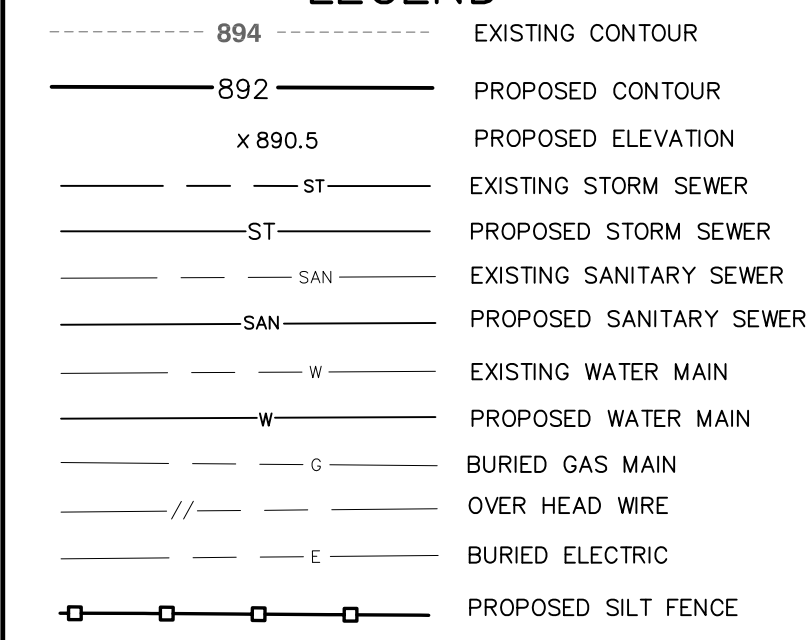 LEGEND
894 EXISTING CONTOUR
892 PROPOSED CONTOUR
x 890.5 PROPOSED ELEVATION
ST EXISTING STORM SEWER
ST PROPOSED STORM SEWER
SAN EXISTING SANITARY SEWER
SAN PROPOSED SANITARY SEWER
W EXISTING WATER MAIN
W PROPOSED WATER MAIN
G BURIED GAS MAIN
// OVER HEAD WIRE
E BURIED ELECTRIC
PROPOSED SILT FENCE